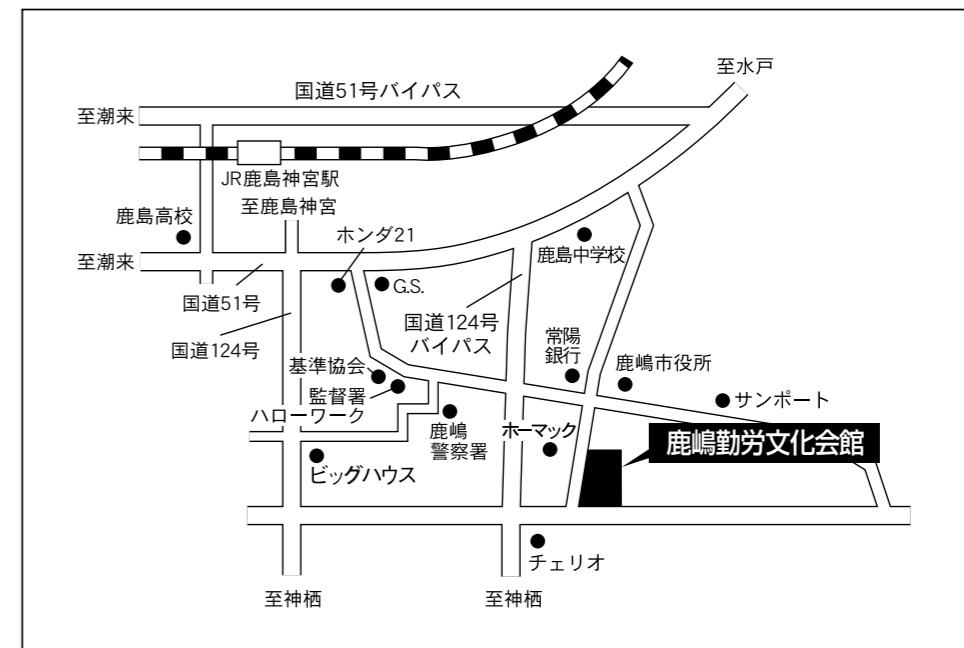 至水戸
国道51号バイパス
至潮来
JR鹿島神宮駅
至鹿島神宮
鹿島高校
ホンダ21
鹿島中学校
至潮来
G.S.
国道51号
国道124号
バイパス
国道124号
常陽
銀行
基準協会
鹿嶋市役所
監督署
サンポート
ハローワーク
鹿嶋
警察署
ホーマック
鹿嶋勤労文化会館
ビッグハウス
チェリオ
至神栖
至神栖